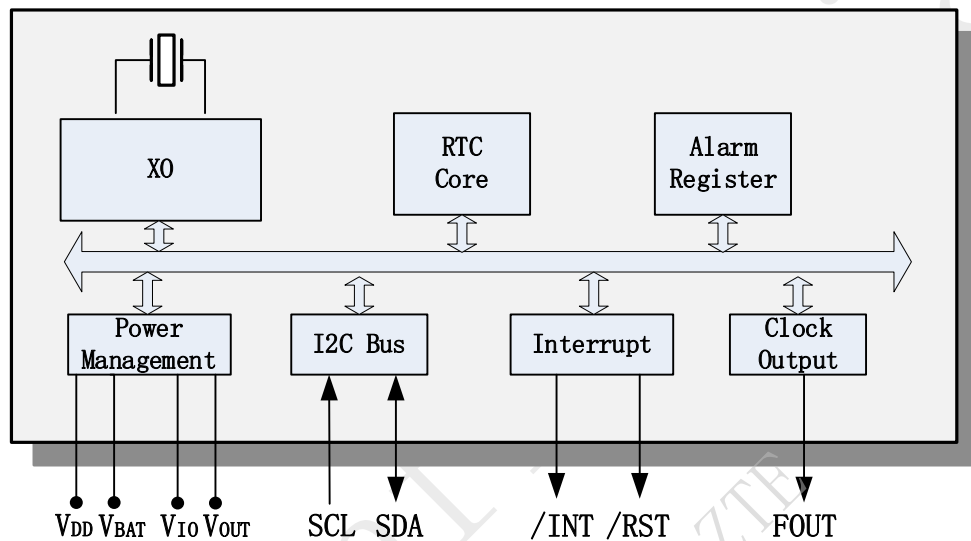 XO
RTC
Core
Alarm
Register
Power
Management
I2C Bus
Interrupt
Clock
Output
VDD VBAT VIO VOUT SCL SDA /INT /RST FOUT
ZTE